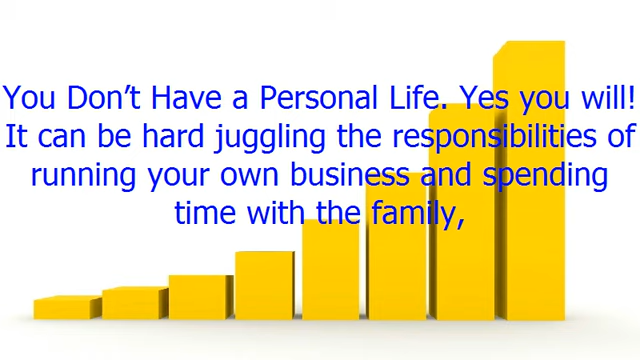 You Don’t Have a Personal Life. Yes you will!
It can be hard juggling the responsibilities of
running your own business and spending
time with the family,